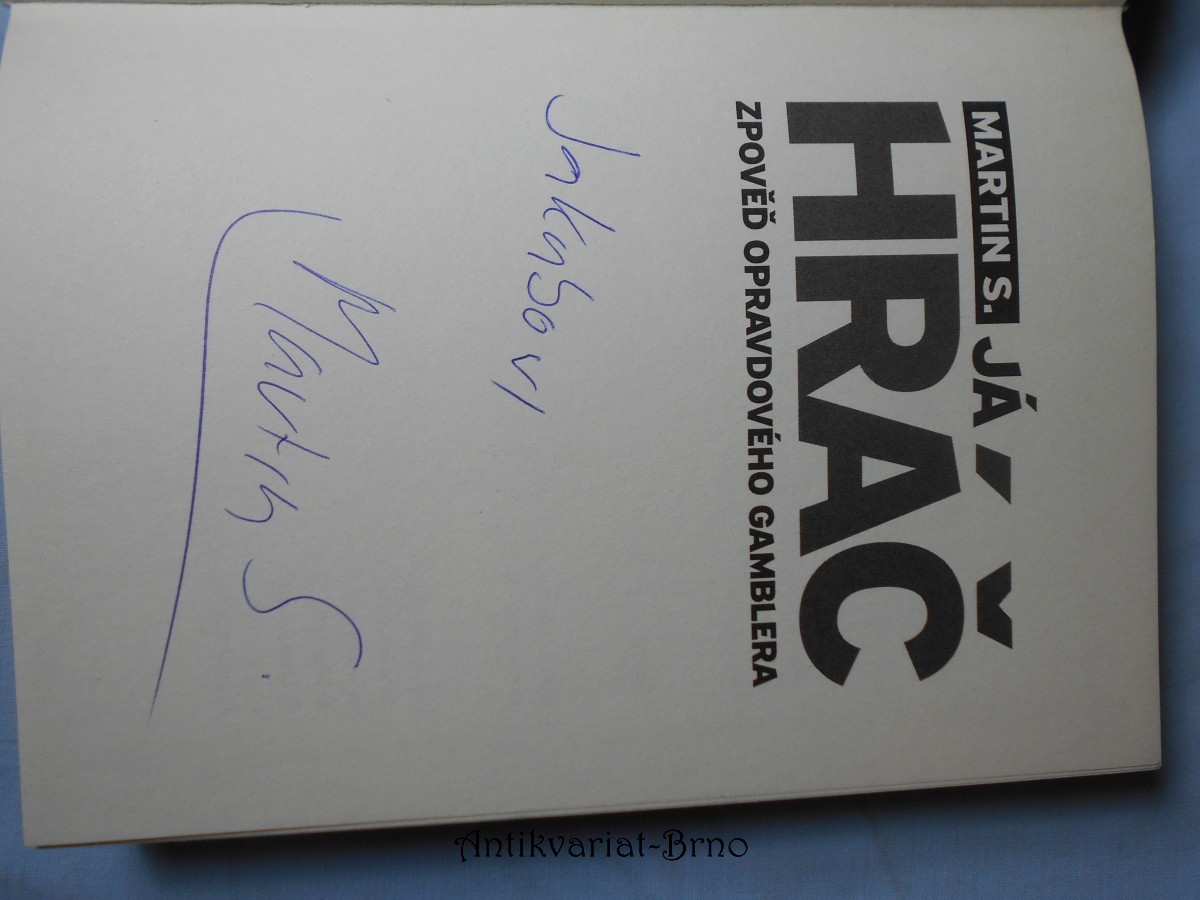 MARTIN S. JÁ
HRÁČ
ZPOVĚĎ OPRAVDOVÉHO GAMBLERA
Jakubovi
Martin S.
Antikvariat-Brno